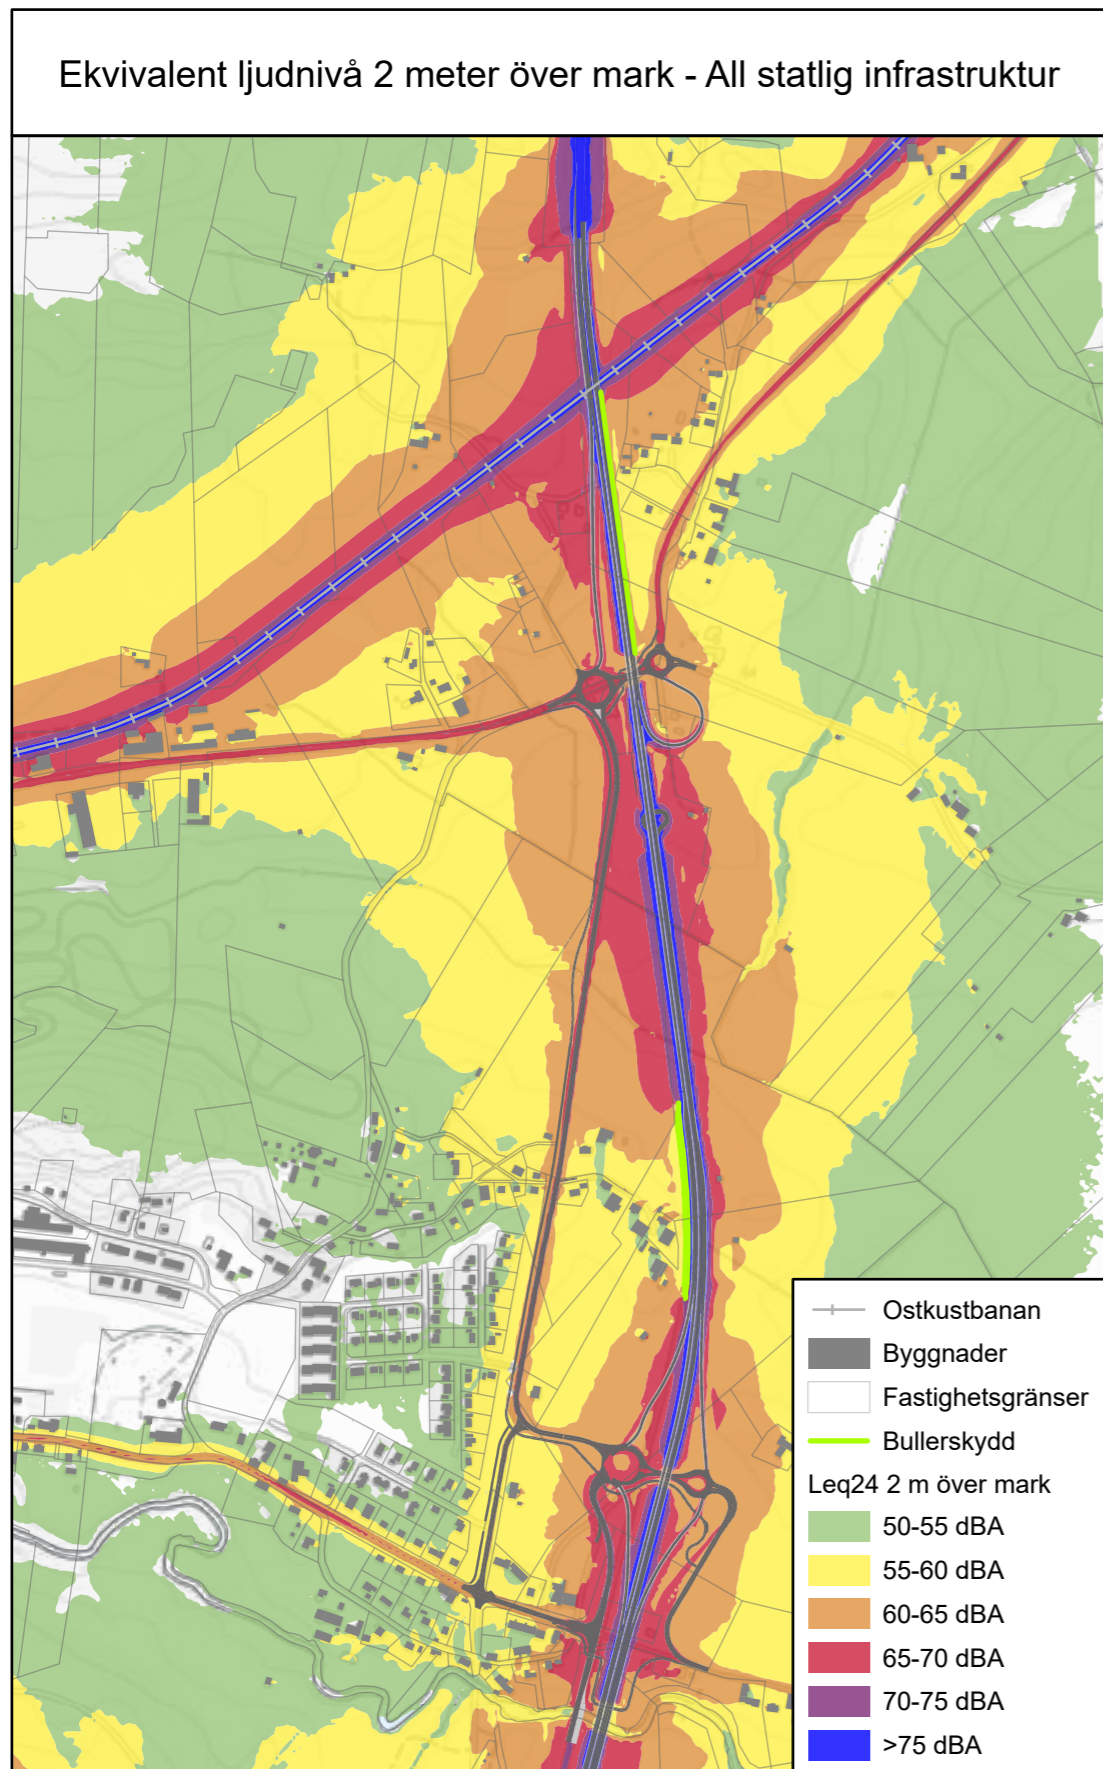 Ekvivalent ljudnivå 2 meter över mark - All statlig infrastruktur
Ostkustbanan
Byggnader
Fastighetsgränser
Bullerskydd
Leq24 2 m över mark
50-55 dBA
55-60 dBA
60-65 dBA
65-70 dBA
70-75 dBA
>75 dBA